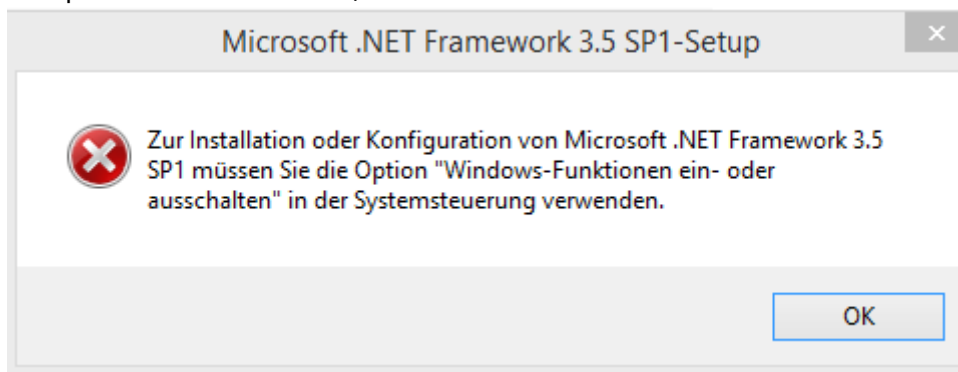 Microsoft .NET Framework 3.5 SP1-Setup
Zur Installation oder Konfiguration von Microsoft .NET Framework 3.5
SP1 müssen Sie die Option "Windows-Funktionen ein- oder
ausschalten" in der Systemsteuerung verwenden.
OK